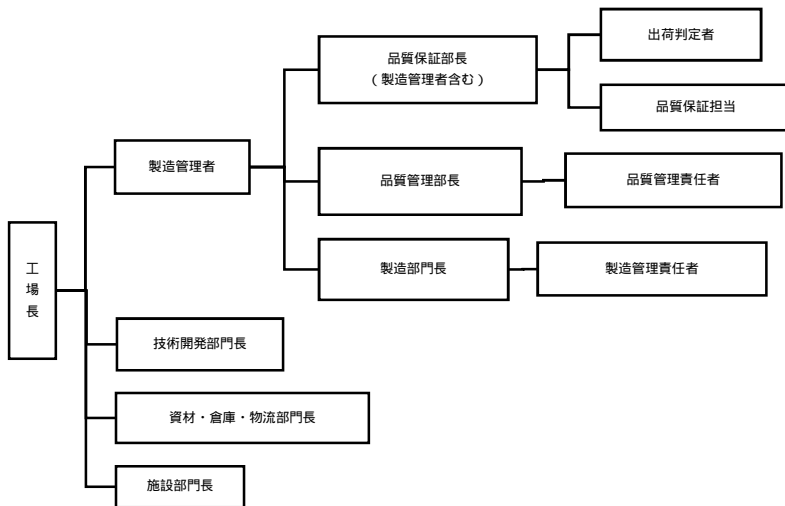 出荷判定者
品質保証部長
（製造管理者含む）
品質保証担当
製造管理者
品質管理部長
品質管理責任者
工
場
長
製造部門長
製造管理責任者
技術開発部門長
資材・倉庫・物流部門長
施設部門長